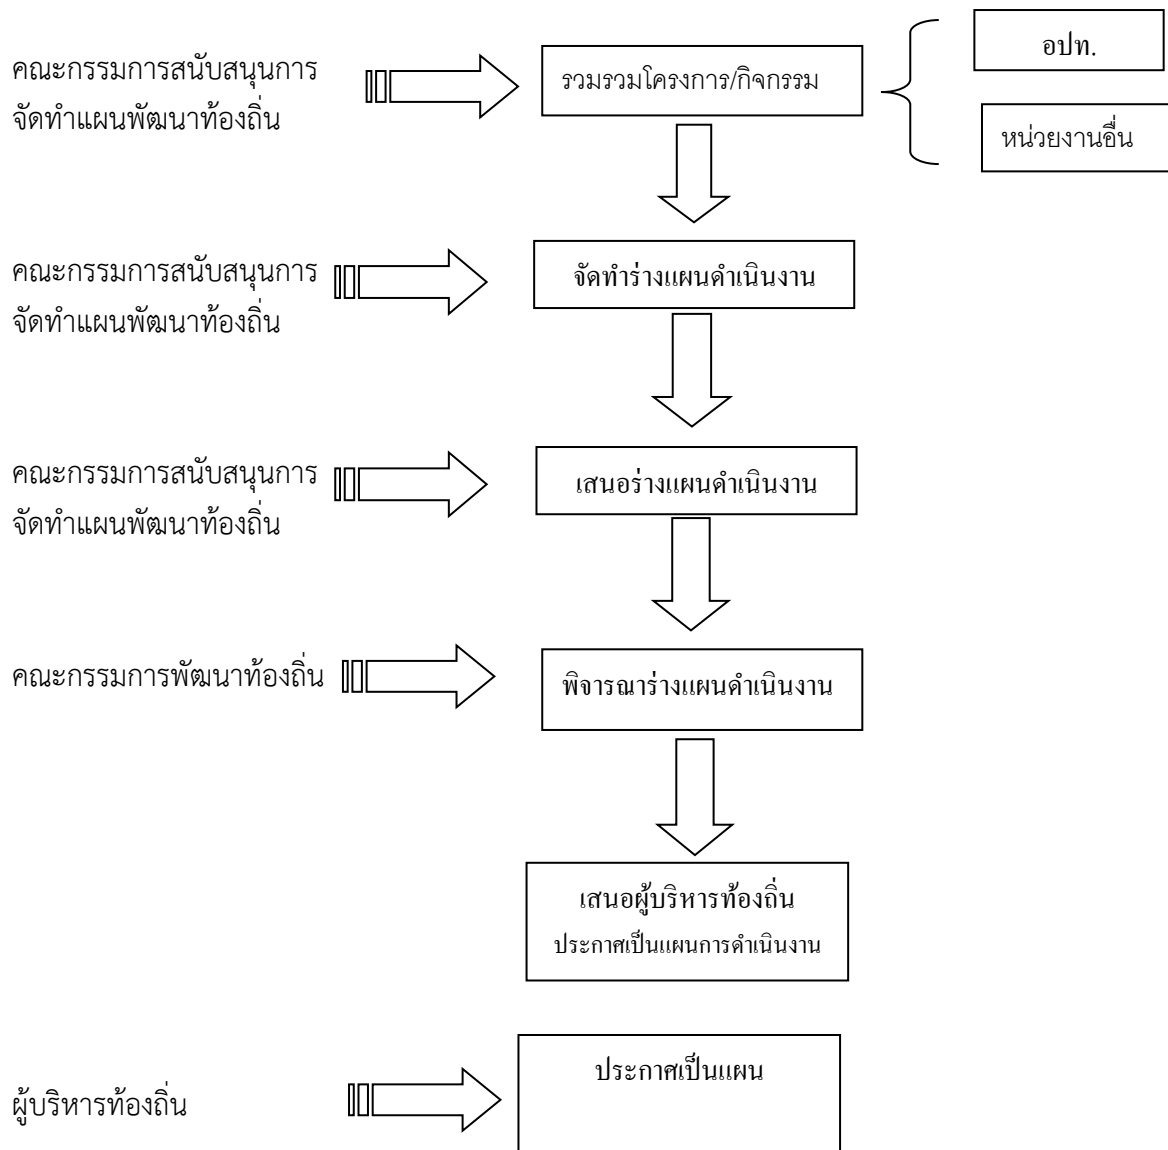 คณะกรรมการสนับสนุนการ
จัดทำแผนพัฒนาท้องถิ่น
รวมรวมโครงการ/กิจกรรม
อปท.
หน่วยงานอื่น
คณะกรรมการสนับสนุนการ
จัดทำแผนพัฒนาท้องถิ่น
จัดทำร่างแผนดำเนินงาน
คณะกรรมการสนับสนุนการ
จัดทำแผนพัฒนาท้องถิ่น
เสนอร่างแผนดำเนินงาน
คณะกรรมการพัฒนาท้องถิ่น
พิจารณาร่างแผนดำเนินงาน
เสนอผู้บริหารท้องถิ่น
ประกาศเป็นแผนการดำเนินงาน
ผู้บริหารท้องถิ่น
ประกาศเป็นแผน